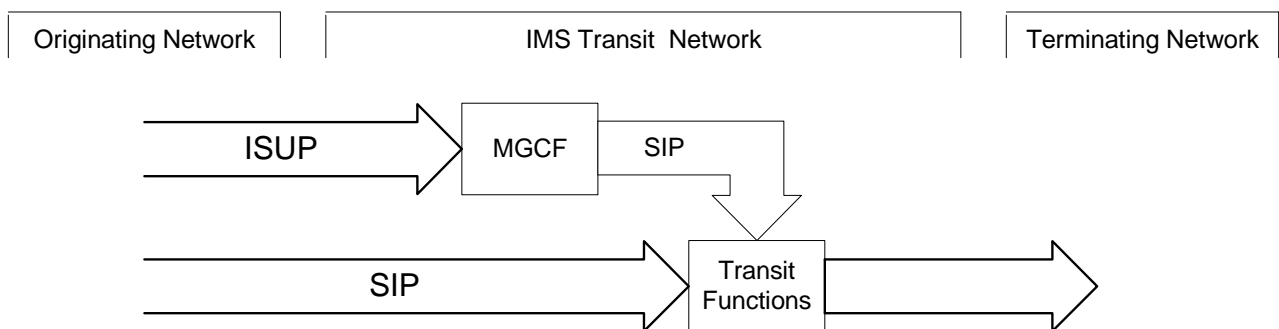 Originating Network
IMS Transit Network
Terminating Network
ISUP
MGCF
SIP
SIP
Transit
Functions